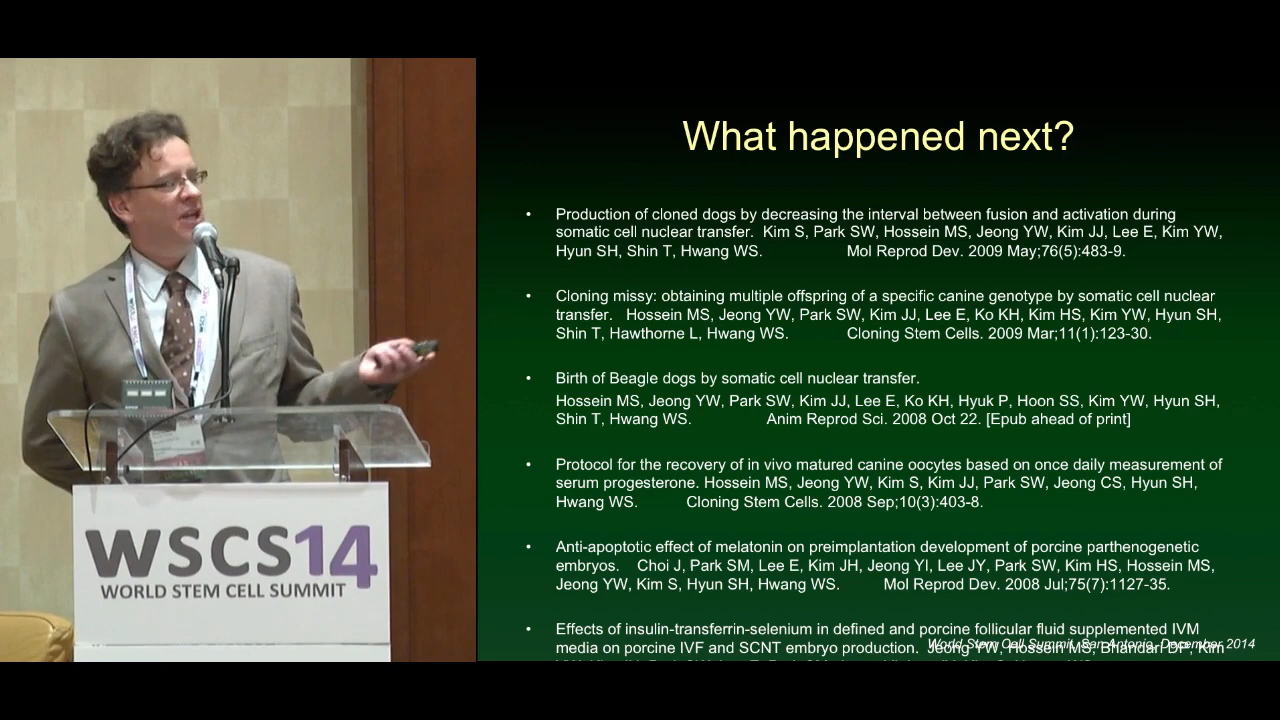 What happened next?
• Production of cloned dogs by decreasing the interval between fusion and activation during
somatic cell nuclear transfer. Kim S, Park SW, Hossein MS, Jeong YW, Kim JJ, Lee E, Kim YW,
Hyun SH, Shin T, Hwang WS. Mol Reprod Dev. 2009 May;76(5):483-9.
• Cloning missy: obtaining multiple offspring of a specific canine genotype by somatic cell nuclear
transfer. Hossein MS, Jeong YW, Park SW, Kim JJ, Lee E, Ko KH, Kim HS, Kim YW, Hyun SH,
Shin T, Hawthorne L, Hwang WS. Cloning Stem Cells. 2009 Mar;11(1):123-30.
• Birth of Beagle dogs by somatic cell nuclear transfer.
Hossein MS, Jeong YW, Park SW, Kim JJ, Lee E, Ko KH, Hyuk P, Hoon SS, Kim YW, Hyun SH,
Shin T, Hwang WS. Anim Reprod Sci. 2008 Oct 22. [Epub ahead of print]
• Protocol for the recovery of in vivo matured canine oocytes based on once daily measurement of
serum progesterone. Hossein MS, Jeong YW, Kim S, Kim JJ, Park SW, Jeong CS, Hyun SH,
Hwang WS. Cloning Stem Cells. 2008 Sep;10(3):403-8.
• Anti-apoptotic effect of melatonin on preimplantation development of porcine parthenogenetic
embryos. Choi J, Park SM, Lee E, Kim JH, Jeong YI, Lee JY, Park SW, Kim HS, Hossein MS,
Jeong YW, Kim S, Hyun SH, Hwang WS. Mol Reprod Dev. 2008 Jul;75(7):1127-35.
• Effects of insulin-transferrin-selenium in defined and porcine follicular fluid supplemented IVM
media on porcine IVF and SCNT embryo production. Jeong YW, Hossein MS, Bhandari DP, Kim
World Stem Cell Summit, San Antonio, December 2014
WSCS14
WORLD STEM CELL SUMMIT